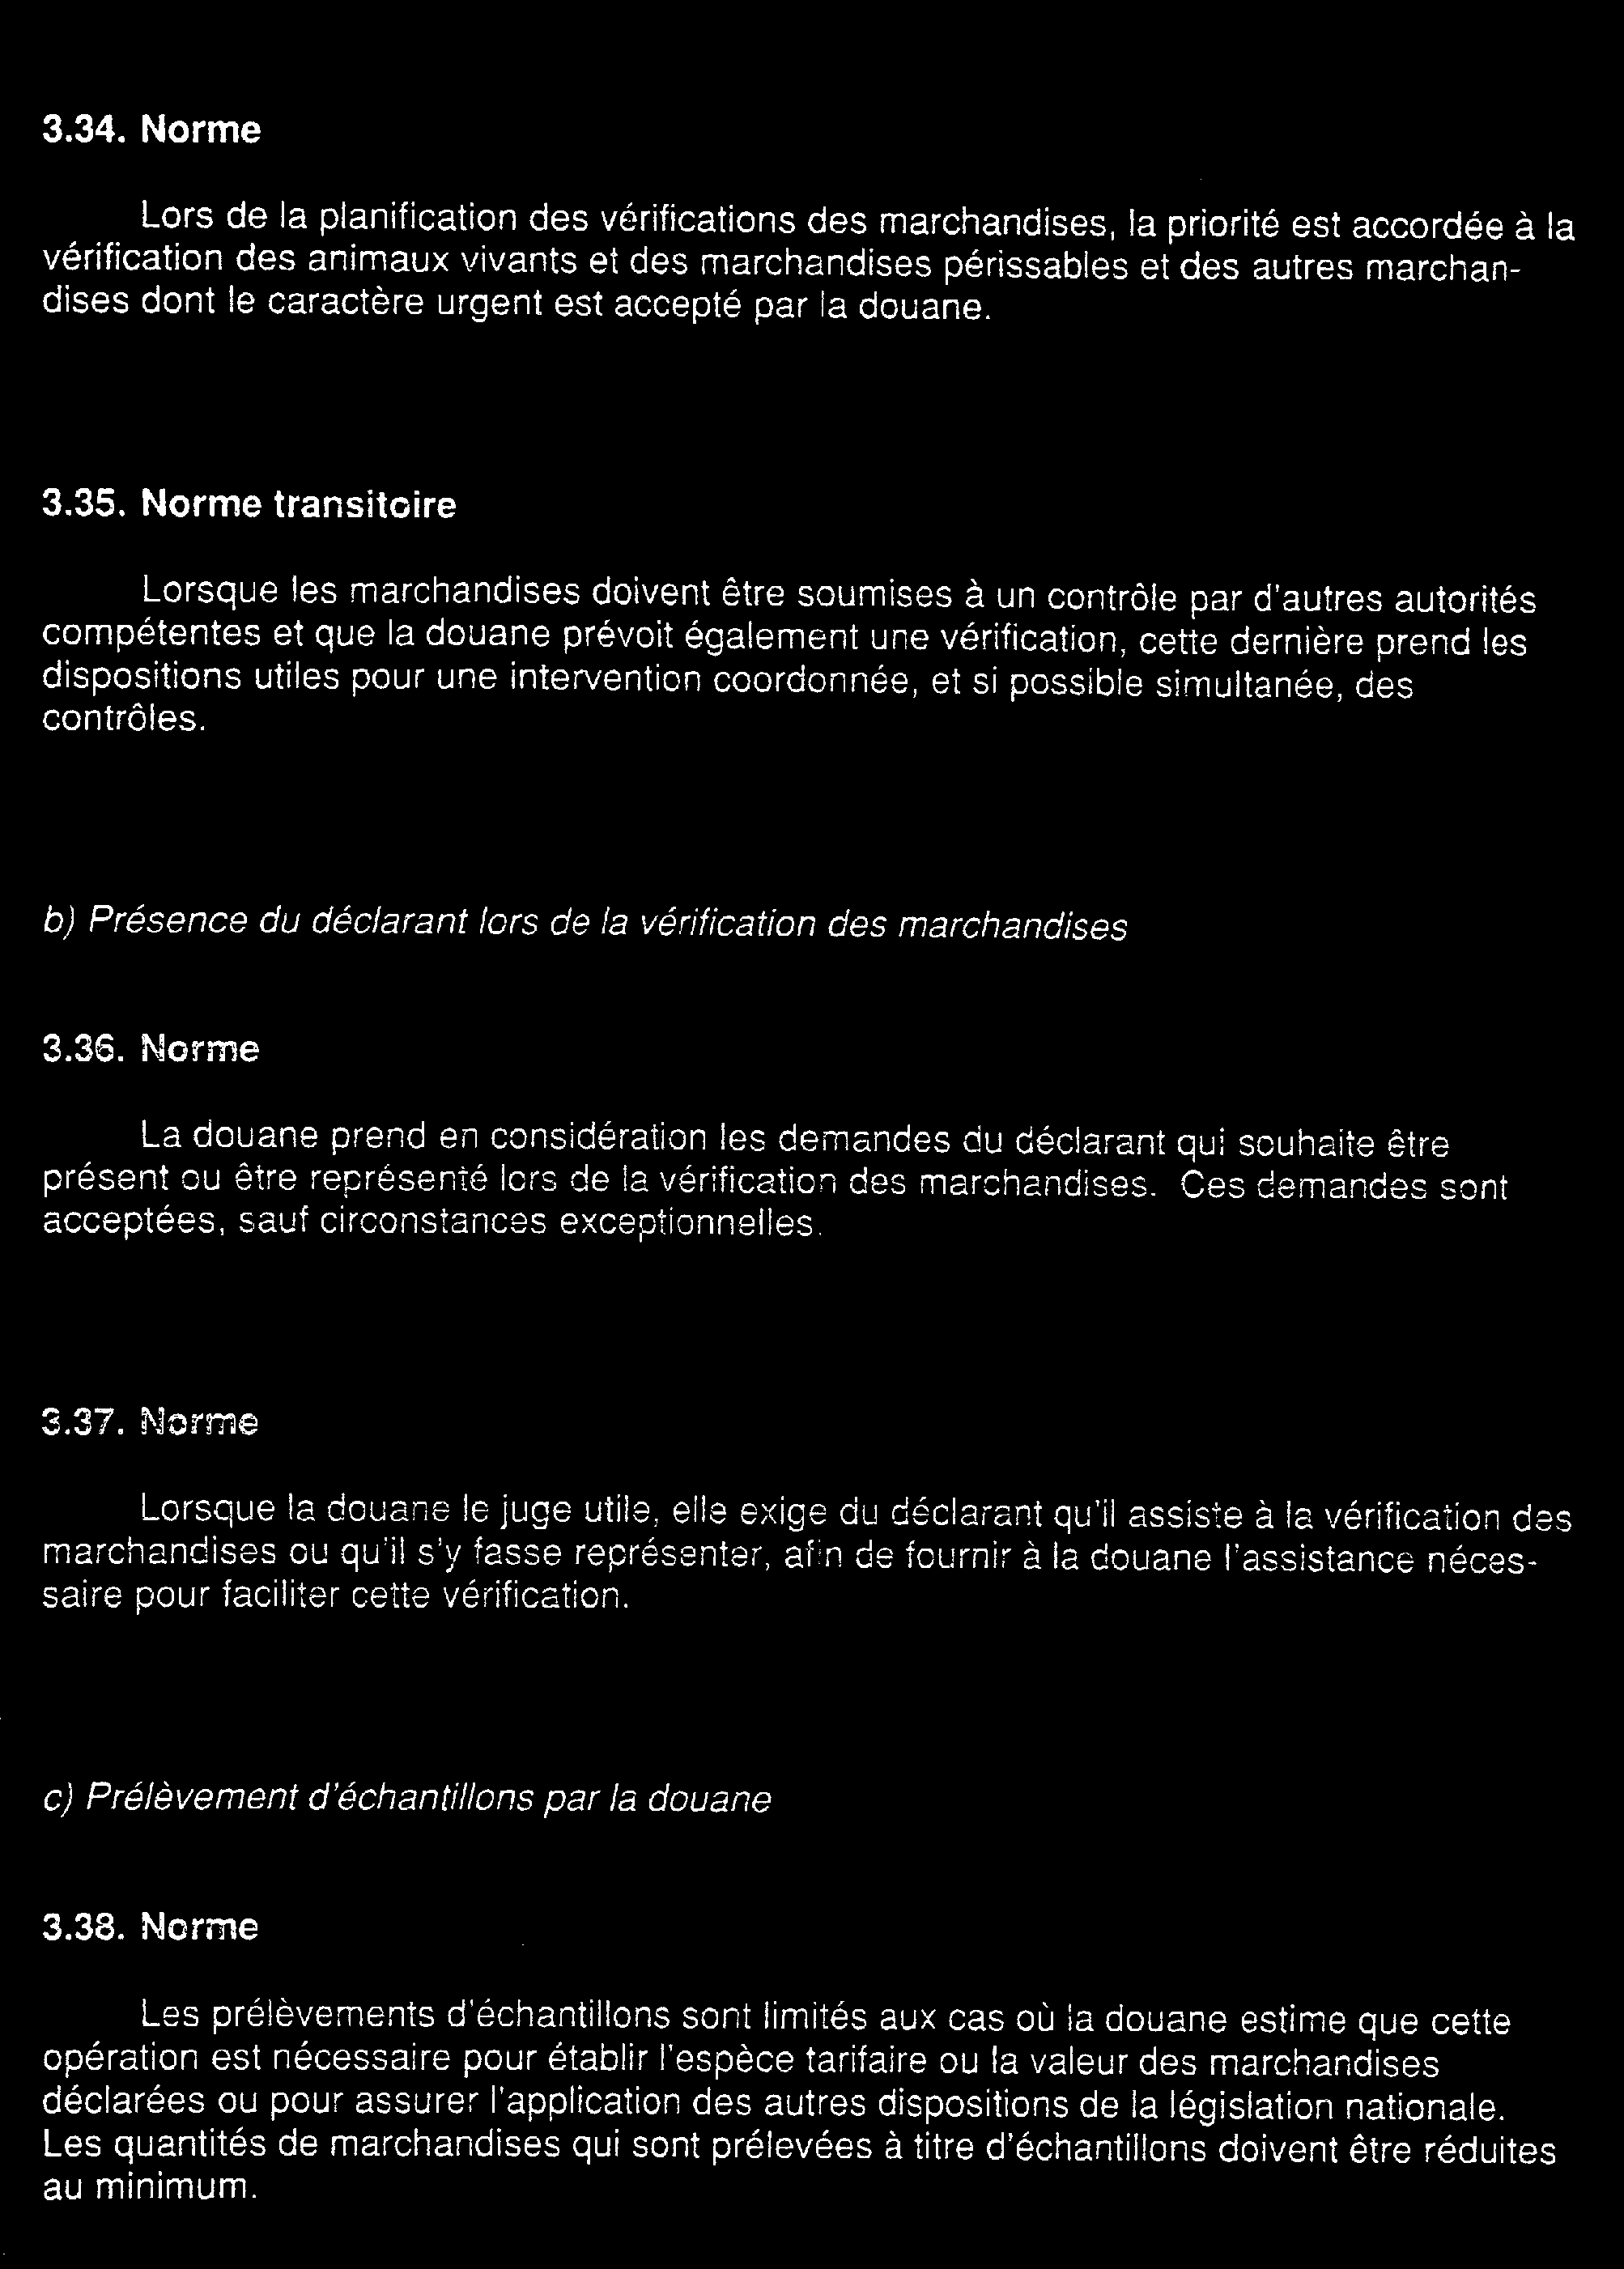 3.34. Norme
Lors de la planification des vérifications des marchandises, la priorité est accordée à la
vérification des animaux vivants et des marchandises périssables et des autres marchan-
dises dont le caractère urgent est accepté par la douane.
3.35. Norme transitoire
Lorsque les marchandises doivent être soumises à un contrôle par d'autres autorités
compétentes et que la douane prévoit également une vérification, cette dernière prend les
dispositions utiles pour une intervention coordonnée, et si possible simultanée, des
contrôles.
b) Présence du déclarant lors de la vérification des marchandises
3.36. Norme
La douane prend en considération les demandes du déclarant qui souhaite être
présent ou être représenté lors de la vérification des marchandises. Ces demandes sont
acceptées, sauf circonstances exceptionnelles.
3.37. Norme
Lorsque la douane le juge utile, elle exige du déclarant qu'il assiste à la vérification des
marchandises ou qu'il s'y fasse représenter, afin de fournir à la douane l'assistance néces-
saire pour faciliter cette vérification.
c) Prélèvement d'échantillons par la douane
3.38. Norme
Les prélèvements d'échantillons sont limités aux cas où la douane estime que cette
opération est nécessaire pour établir l'espèce tarifaire ou la valeur des marchandises
déclarées ou pour assurer l'application des autres dispositions de la législation nationale.
Les quantités de marchandises qui sont prélevées à titre d'échantillons doivent être réduites
au minimum.